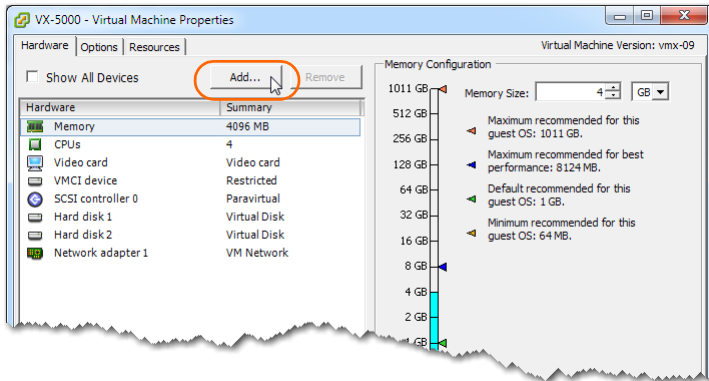 VX-5000 - Virtual Machine Properties
Hardware Options Resources
Virtual Machine Version: vmx-09
Show All Devices
Add...
Remove
Hardware Summary
Memory 4096 MB
CPUs 4
Video card Video card
VMCI device Restricted
SCSI controller 0 Paravirtual
Hard disk 1 Virtual Disk
Hard disk 2 Virtual Disk
Network adapter 1 VM Network
Memory Configuration
Memory Size: 4 GB
1011 GB
512 GB
256 GB
128 GB
64 GB
32 GB
16 GB
8 GB
4 GB
2 GB
GB
Maximum recommended for this
guest OS: 1011 GB.
Maximum recommended for best
performance: 8124 MB.
Default recommended for this
guest OS: 1 GB.
Minimum recommended for this
guest OS: 64 MB.